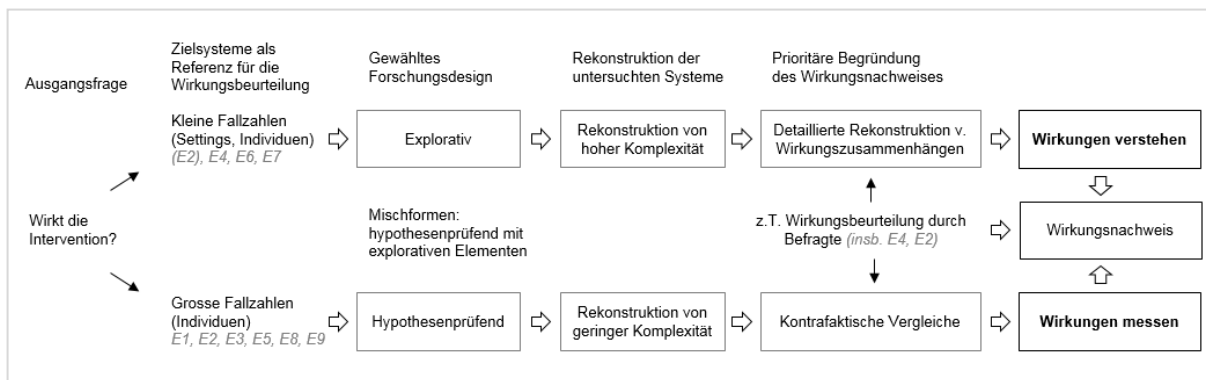 Ausgangsfrage
Zielsysteme als
Referenz für die
Wirkungsbeurteilung
Gewähltes
Forschungsdesign
Rekonstruktion der
untersuchten Systeme
Prioritäre Begründung
des Wirkungsnachweises
Kleine Fallzahlen
(Settings, Individuen)
(E2), E4, E6, E7
Explorativ
Rekonstruktion von
hoher Komplexität
Detaillierte Rekonstruktion v.
Wirkungszusammenhängen
Wirkungen verstehen
Wirkt die
Intervention?
Mischformen:
hypothesenprüfend mit
explorativen Elementen
z.T. Wirkungsbeurteilung durch
Befragte (insb. E4, E2)
Wirkungsnachweis
Grosse Fallzahlen
(Individuen)
E1, E2, E3, E5, E8, E9
Hypothesenprüfend
Rekonstruktion von
geringer Komplexität
Kontrafaktische Vergleiche
Wirkungen messen